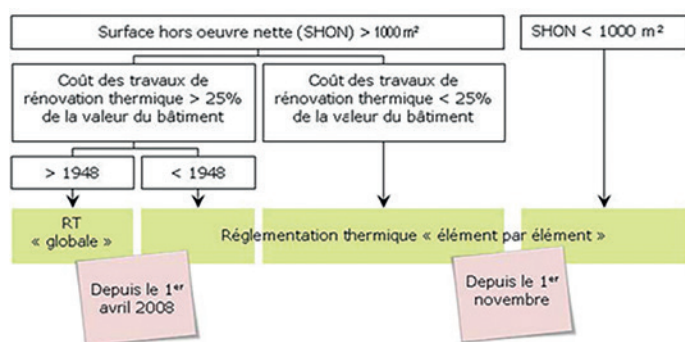 Surface hors oeuvre nette (SHON) > 1000 m²
SHON < 1000 m²
Coût des travaux de
rénovation thermique > 25%
de la valeur du bâtiment
Coût des travaux de
rénovation thermique < 25%
de la valeur du bâtiment
> 1948
< 1948
RT
« globale »
Réglementation thermique « élément par élément »
Depuis le 1er
avril 2008
Depuis le 1er
novembre